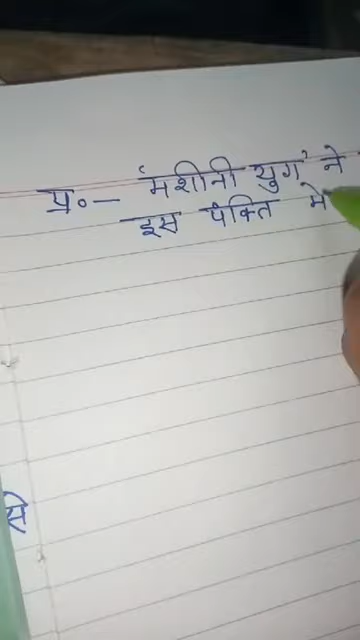 प्र०- 'मशीनी युग' ने
इस पंक्ति मे
से